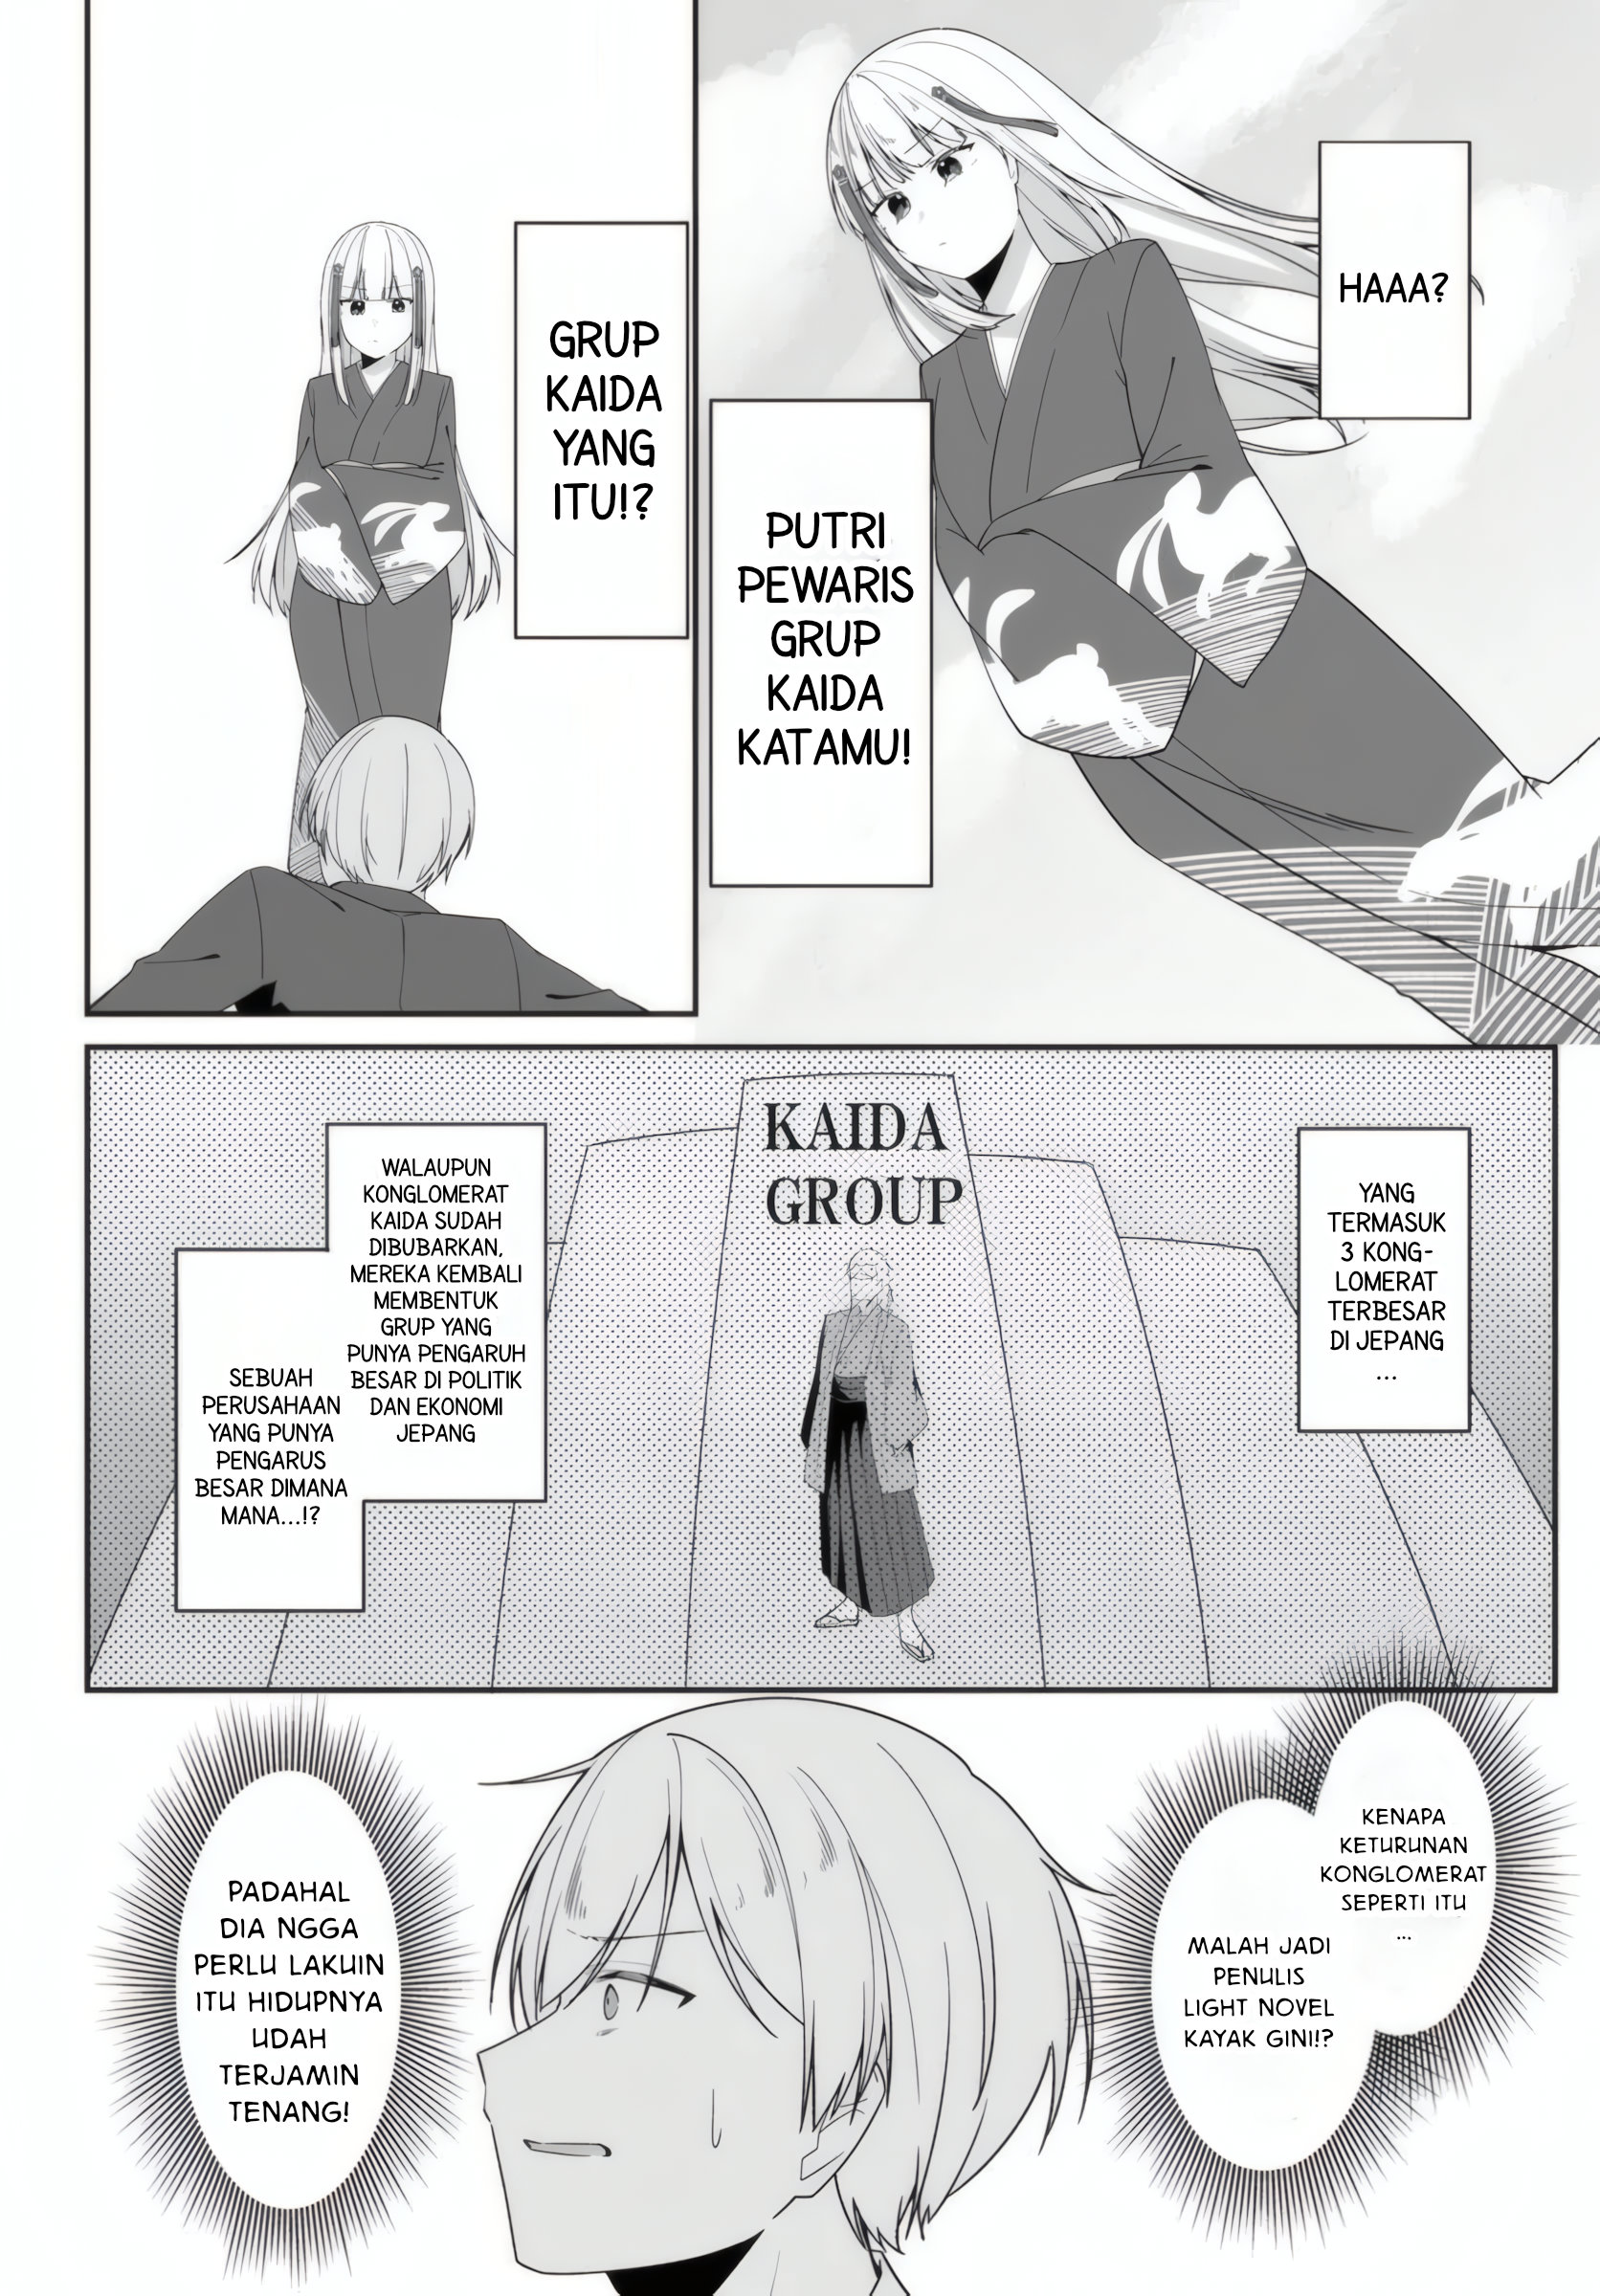 HAAA?
PUTRI
PEWARIS
GRUP
KAIDA
KATAMU!
GRUP
KAIDA
YANG
ITU!?
YANG
TERMASUK
3 KONG-
LOMERAT
TERBESAR
DI JEPANG
...
KAIDA
GROUP
WALAUPUN
KONGLOMERAT
KAIDA SUDAH
DIBUBARKAN,
MEREKA KEMBALI
MEMBENTUK
GRUP YANG
PUNYA PENGARUH
BESAR DI POLITIK
DAN EKONOMI
JEPANG
SEBUAH
PERUSAHAAN
YANG PUNYA
PENGARUS
BESAR DIMANA
MANA...!?
KENAPA
KETURUNAN
KONGLOMERAT
SEPERTI ITU
...
MALAH JADI
PENULIS
LIGHT NOVEL
KAYAK GINI!?
PADAHAL
DIA NGGA
PERLU LAKUIN
ITU HIDUPNYA
UDAH
TERJAMIN
TENANG!